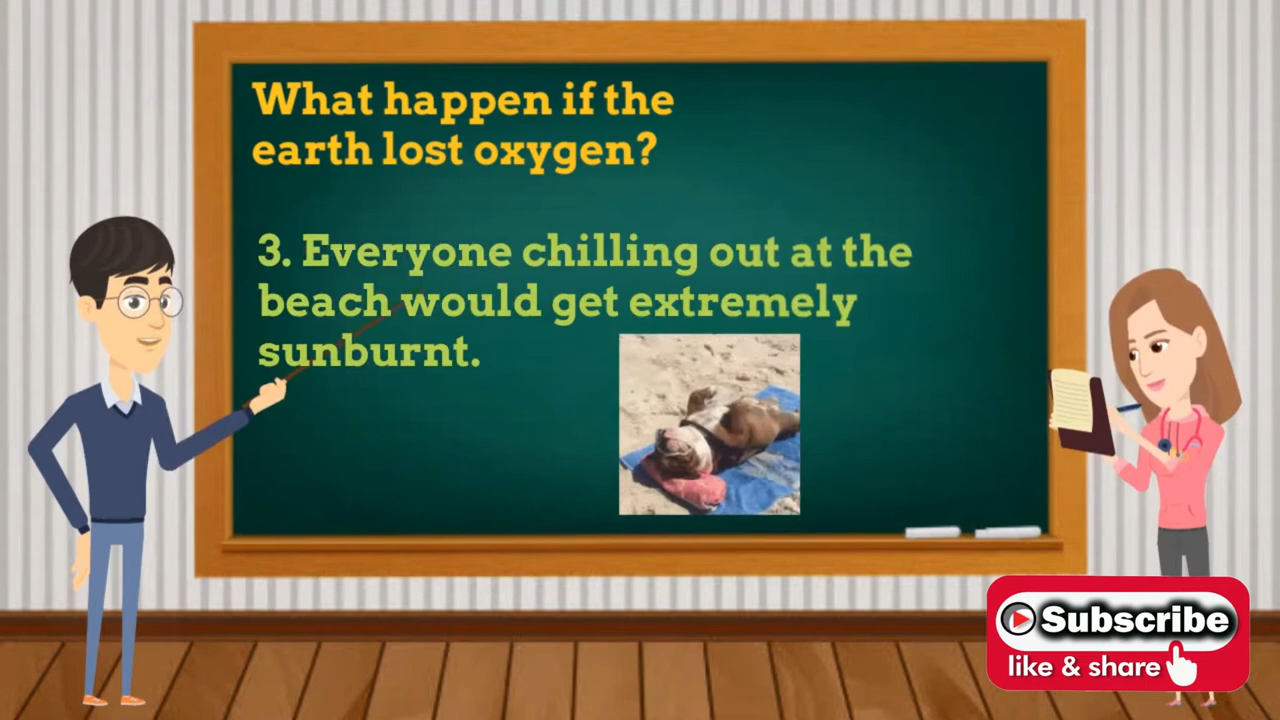 What happen if the
earth lost oxygen?
3. Everyone chilling out at the
beach would get extremely
sunburnt.
Subscribe
like & share